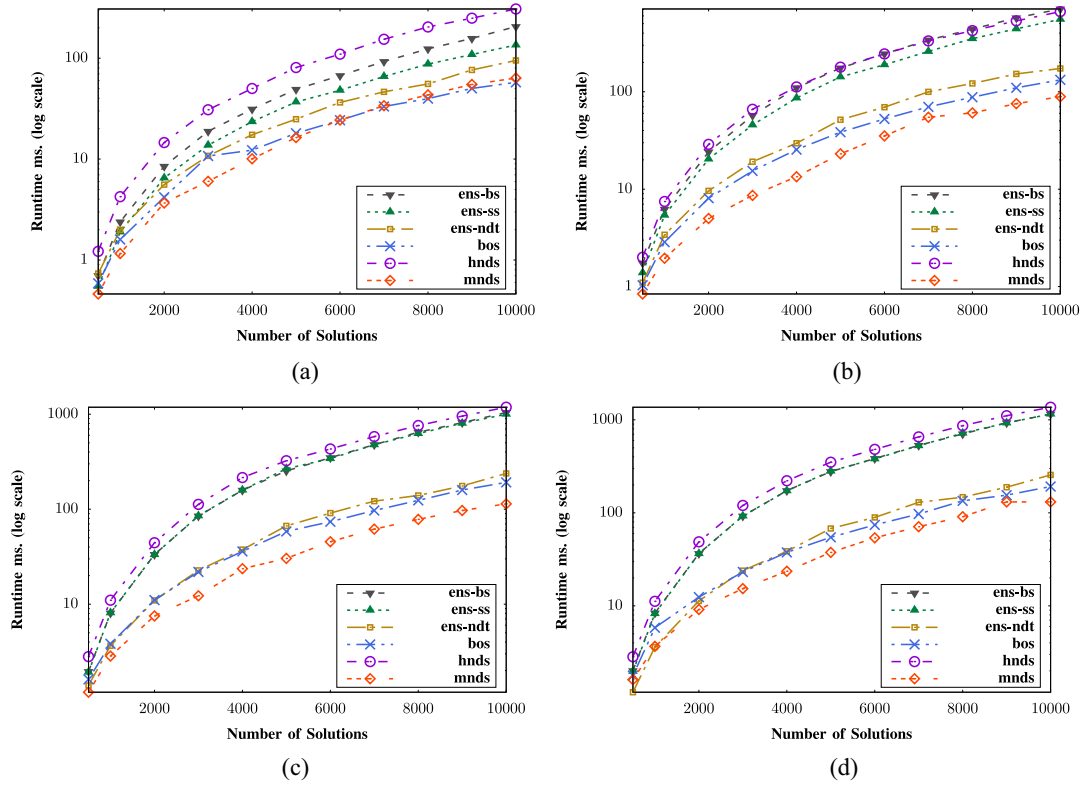 100
10
1
Runtime ms. (log scale)
ens-bs
ens-ss
ens-ndt
bos
hnds
mnds
2000 4000 6000 8000 10000
Number of Solutions
(a)
100
10
1
Runtime ms. (log scale)
ens-bs
ens-ss
ens-ndt
bos
hnds
mnds
2000 4000 6000 8000 10000
Number of Solutions
(b)
1000
100
10
Runtime ms. (log scale)
ens-bs
ens-ss
ens-ndt
bos
hnds
mnds
2000 4000 6000 8000 10000
Number of Solutions
(c)
1000
100
10
Runtime ms. (log scale)
ens-bs
ens-ss
ens-ndt
bos
hnds
mnds
2000 4000 6000 8000 10000
Number of Solutions
(d)